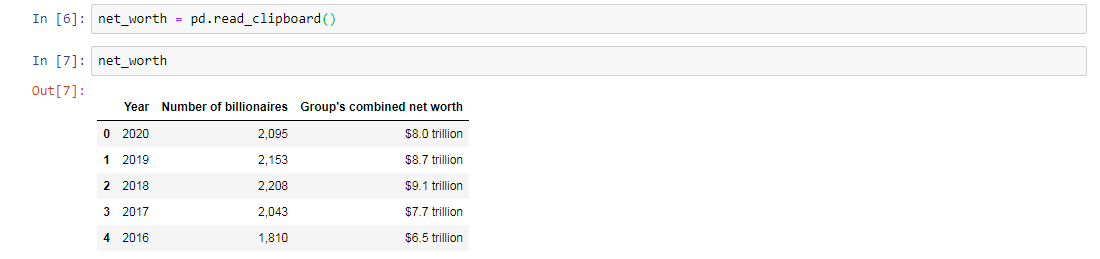 In [6]: net_worth = pd.read_clipboard()
In [7]: net_worth
Out[7]:
Year Number of billionaires Group's combined net worth
0 2020 2,095 $8.0 trillion
1 2019 2,153 $8.7 trillion
2 2018 2,208 $9.1 trillion
3 2017 2,043 $7.7 trillion
4 2016 1,810 $6.5 trillion